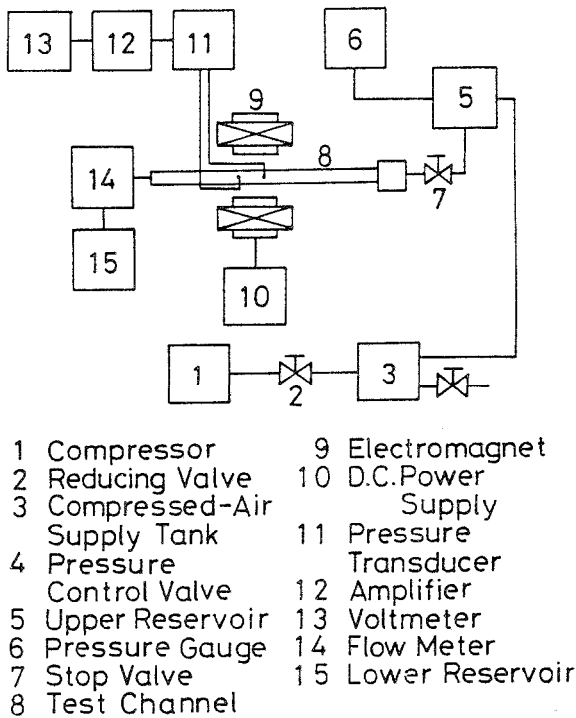 13
12
11
9
6
5
8
14
7
15
10
1
2
3
1 Compressor
2 Reducing Valve
3 Compressed-Air
Supply Tank
4 Pressure
Control Valve
5 Upper Reservoir
6 Pressure Gauge
7 Stop Valve
8 Test Channel
9 Electromagnet
10 D.C.Power
Supply
11 Pressure
Transducer
12 Amplifier
13 Voltmeter
14 Flow Meter
15 Lower Reservoir